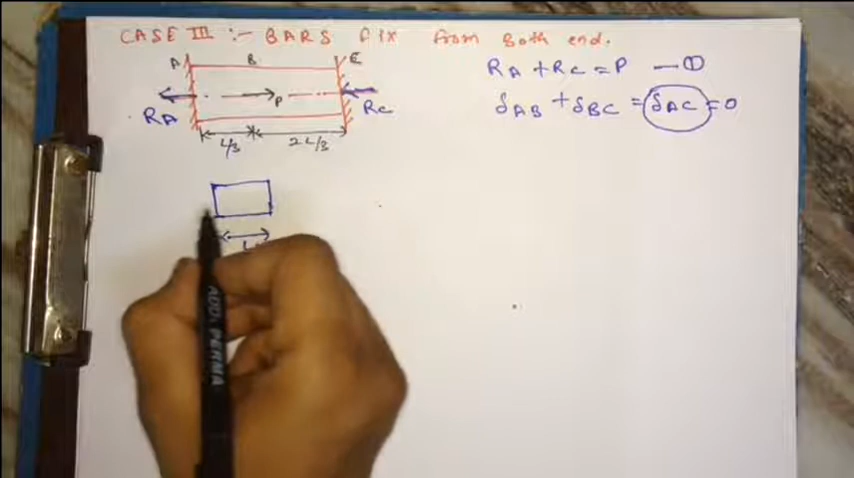 CASE III :- BARS fix from Both end.
A B C
RA P RC
L/3 2L/3
RA + RC = P — ①
δAB + δBC = δAC = 0
L
ADD. PERMA